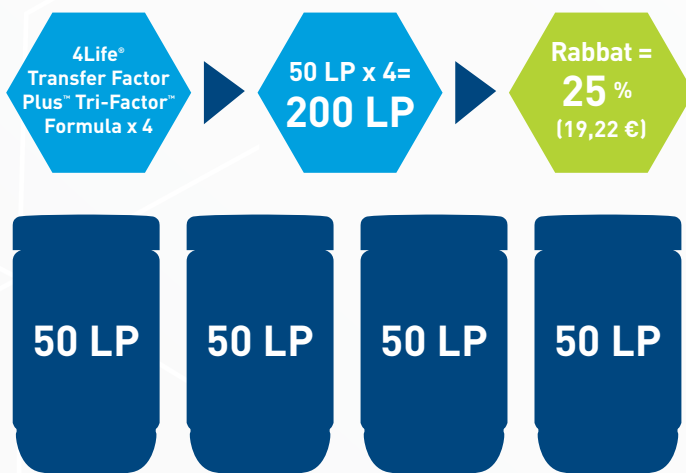 4Life®
Transfer Factor
Plus™ Tri-Factor™
Formula x 4
50 LP x 4=
200 LP
Rabbat =
25 %
(19,22 €)
50 LP
50 LP
50 LP
50 LP